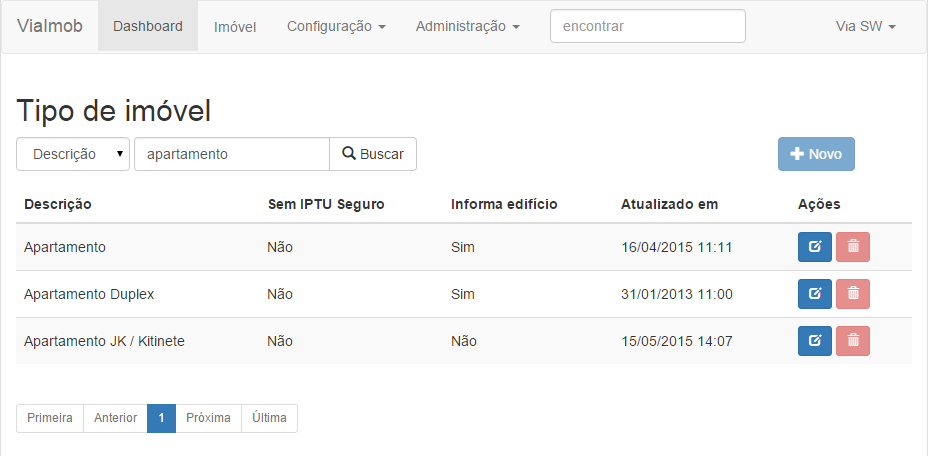 ViaImob Dashboard Imóvel Configuração Administração encontrar Via SW
Tipo de imóvel
Descrição apartamento Buscar Novo
Descrição Sem IPTU Seguro Informa edifício Atualizado em Ações
Apartamento Não Sim 16/04/2015 11:11
Apartamento Duplex Não Sim 31/01/2013 11:00
Apartamento JK / Kitinete Não Não 15/05/2015 14:07
Primeira Anterior 1 Próxima Última